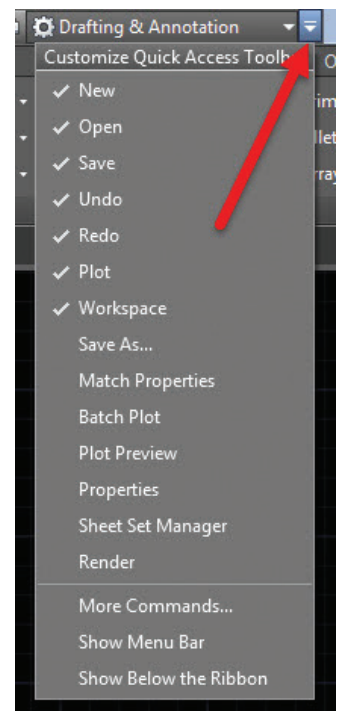 Drafting & Annotation
Customize Quick Access
New
Open
Save
Undo
Redo
Plot
Workspace
Save As...
Match Properties
Batch Plot
Plot Preview
Properties
Sheet Set Manager
Render
More Commands...
Show Menu Bar
Show Below the Ribbon